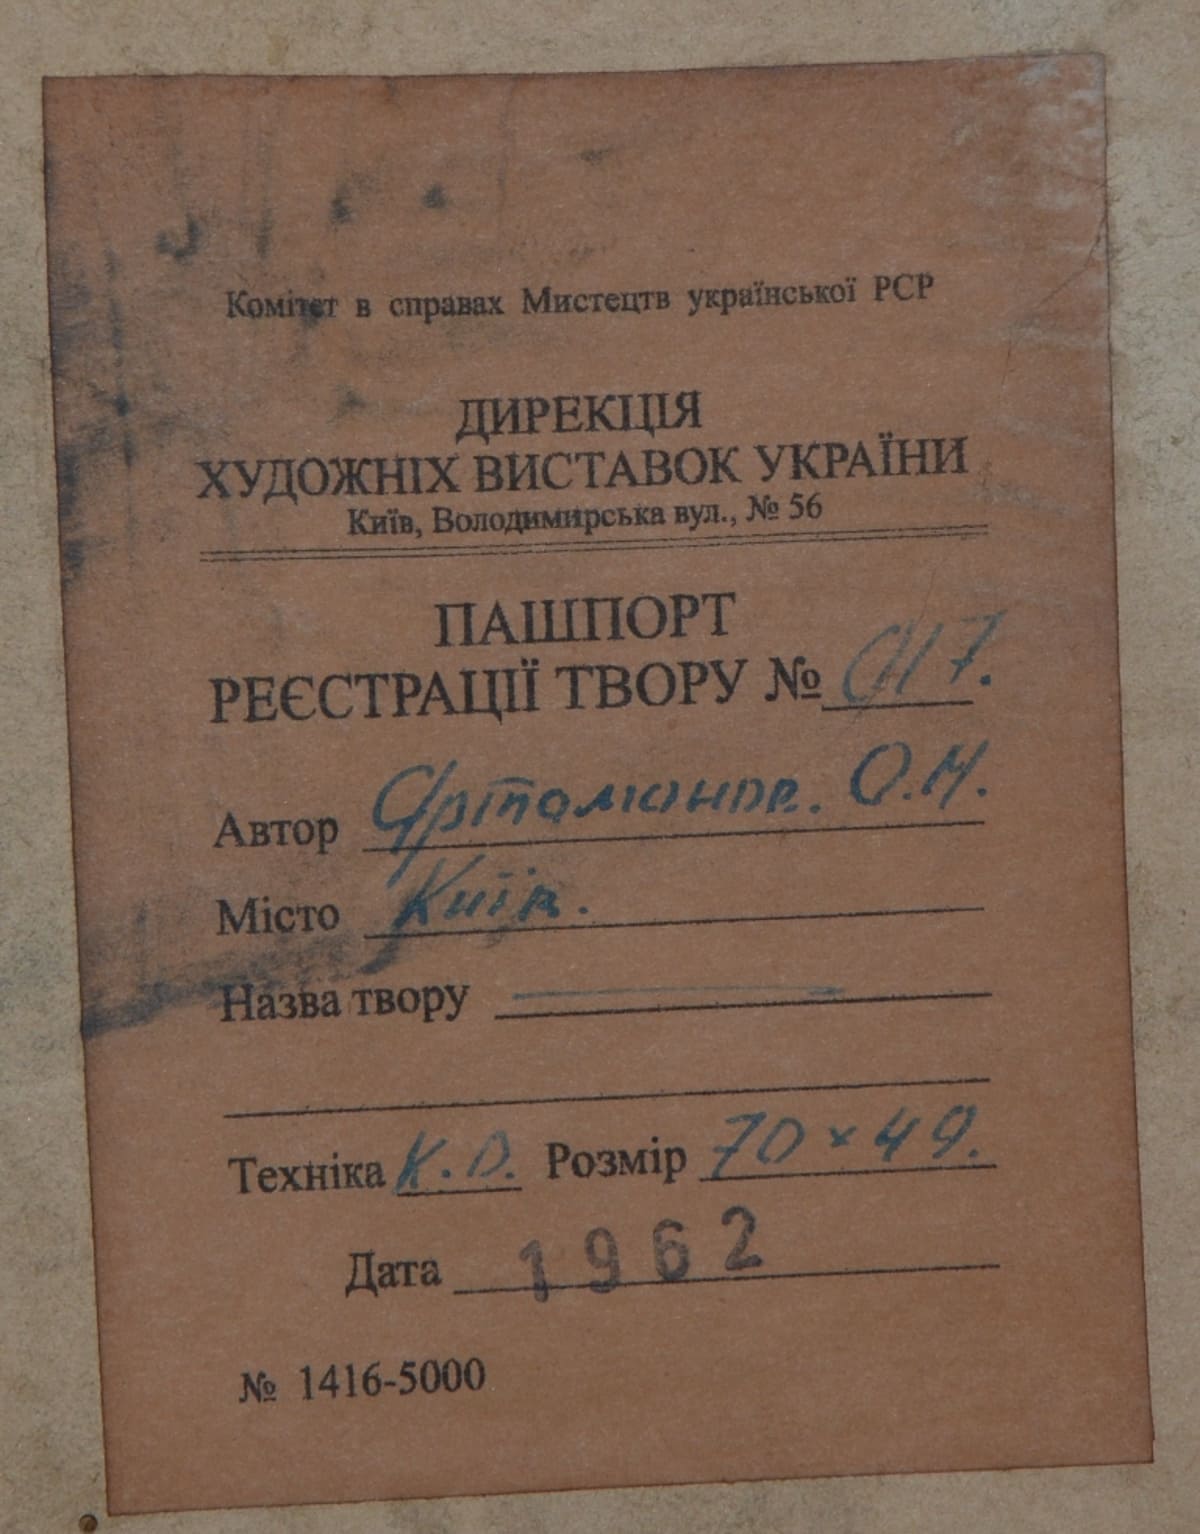 Комітет в справах Мистецтв української РСР
ДИРЕКЦІЯ
ХУДОЖНІХ ВИСТАВОК УКРАЇНИ
Київ, Володимирська вул., № 56
ПАШПОРТ
РЕЄСТРАЦІЇ ТВОРУ №
Автор Артамонов. О.М.
Місто Київ.
Назва твору
Техніка К.О. Розмір 70×49.
Дата 1962
№ 1416-5000